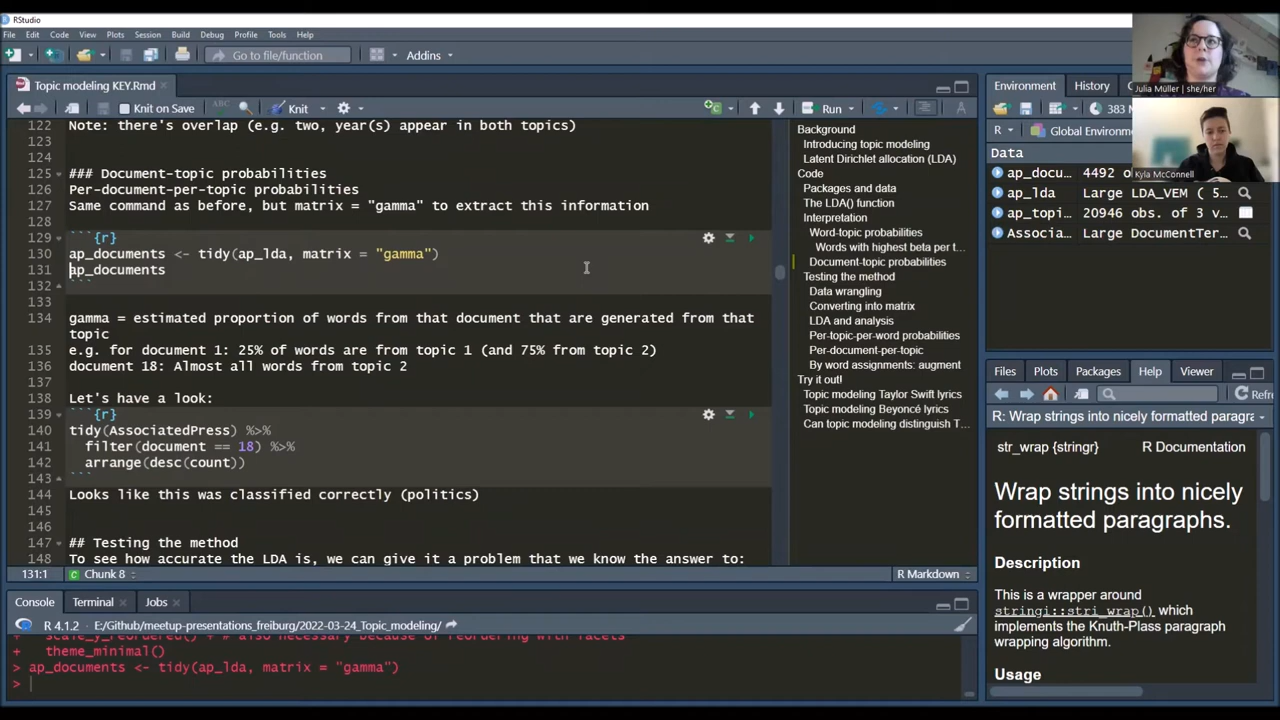 RStudio
File Edit Code View Plots Session Build Debug Profile Tools Help
Go to file/function
Addins
Topic modeling KEY.Rmd
Knit on Save
ABC
Knit
Run
122 Note: there's overlap (e.g. two, year(s) appear in both topics)
123
124
125 ### Document-topic probabilities
126 Per-document-per-topic probabilities
127 Same command as before, but matrix = "gamma" to extract this information
128
129 ```{r}
130 ap_documents <- tidy(ap_lda, matrix = "gamma")
131 ap_documents
132 ```
133
134 gamma = estimated proportion of words from that document that are generated from that
topic
135 e.g. for document 1: 25% of words are from topic 1 (and 75% from topic 2)
136 document 18: Almost all words from topic 2
137
138 Let's have a look:
139 ```{r}
140 tidy(AssociatedPress) %>%
141 filter(document == 18) %>%
142 arrange(desc(count))
143 ```
144 Looks like this was classified correctly (politics)
145
146
147 ## Testing the method
148 To see how accurate the LDA is, we can give it a problem that we know the answer to:
131:1
Chunk 8
R Markdown
Background
Introducing topic modeling
Latent Dirichlet allocation (LDA)
Code
Packages and data
The LDA() function
Interpretation
Word-topic probabilities
Words with highest beta per t...
Document-topic probabilities
Testing the method
Data wrangling
Converting into matrix
LDA and analysis
Per-topic-per-word probabilities
Per-document-per-topic
By word assignments: augment
Try it out!
Topic modeling Taylor Swift lyrics
Topic modeling Beyoncé lyrics
Can topic modeling distinguish T...
Console Terminal Jobs
R 4.1.2 · E:/Github/meetup-presentations_freiburg/2022-03-24_Topic_modeling/
+ scale_y_reordered() + # also necessary because of reordering with facets
+ theme_minimal()
> ap_documents <- tidy(ap_lda, matrix = "gamma")
>
Environment History
383 M
R Global Environme
Data
ap_docu… 4492 ob
ap_lda Large LDA_VEM ( 5…
ap_topi… 20946 obs. of 3 v…
Associa… Large DocumentTer…
Julia Müller | she/her
Kyla McConnell
Files Plots Packages Help Viewer
Refre
R: Wrap strings into nicely formatted paragra
str_wrap {stringr} R Documentation
Wrap strings into nicely
formatted paragraphs.
Description
This is a wrapper around
stringi::stri_wrap() which
implements the Knuth-Plass paragraph
wrapping algorithm.
Usage